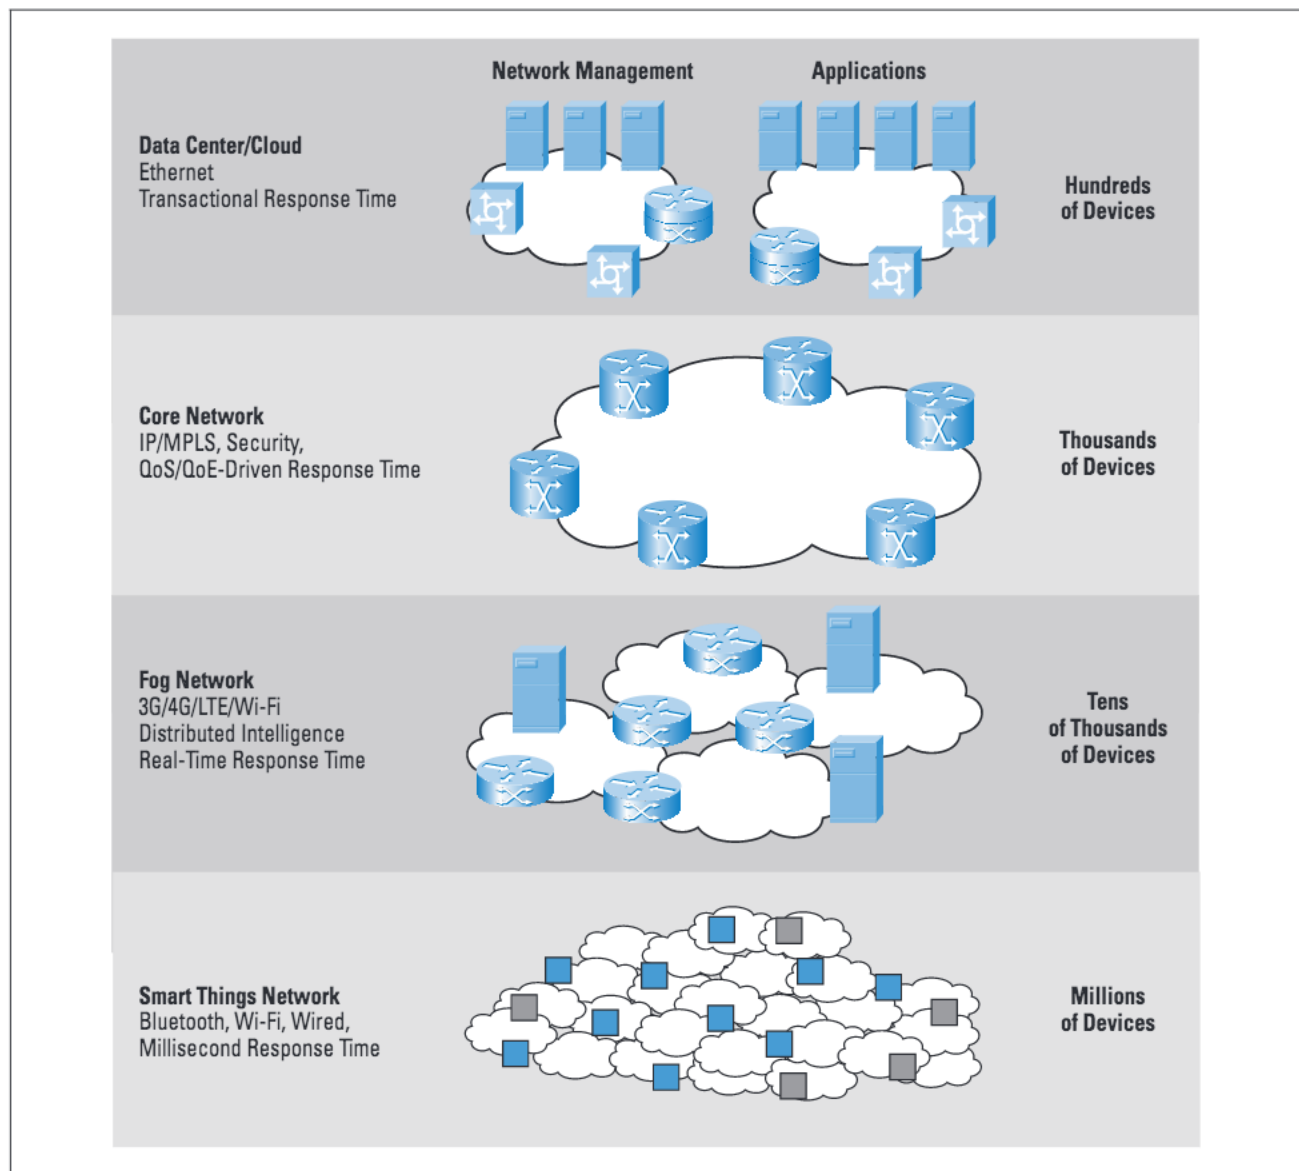 Network Management
Applications
Data Center/Cloud
Ethernet
Transactional Response Time
Hundreds
of Devices
Core Network
IP/MPLS, Security,
QoS/QoE-Driven Response Time
Thousands
of Devices
Fog Network
3G/4G/LTE/Wi-Fi
Distributed Intelligence
Real-Time Response Time
Tens
of Thousands
of Devices
Smart Things Network
Bluetooth, Wi-Fi, Wired,
Millisecond Response Time
Millions
of Devices